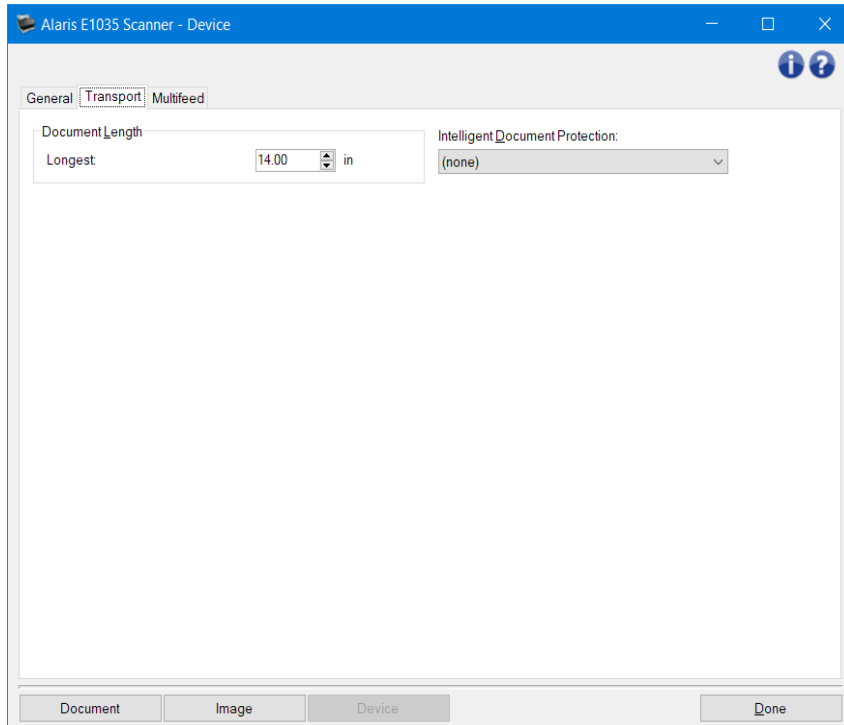 Alaris E1035 Scanner - Device
General Transport Multifeed
Document Length
Longest: 14.00 in
Intelligent Document Protection:
(none)
Document Image Device Done